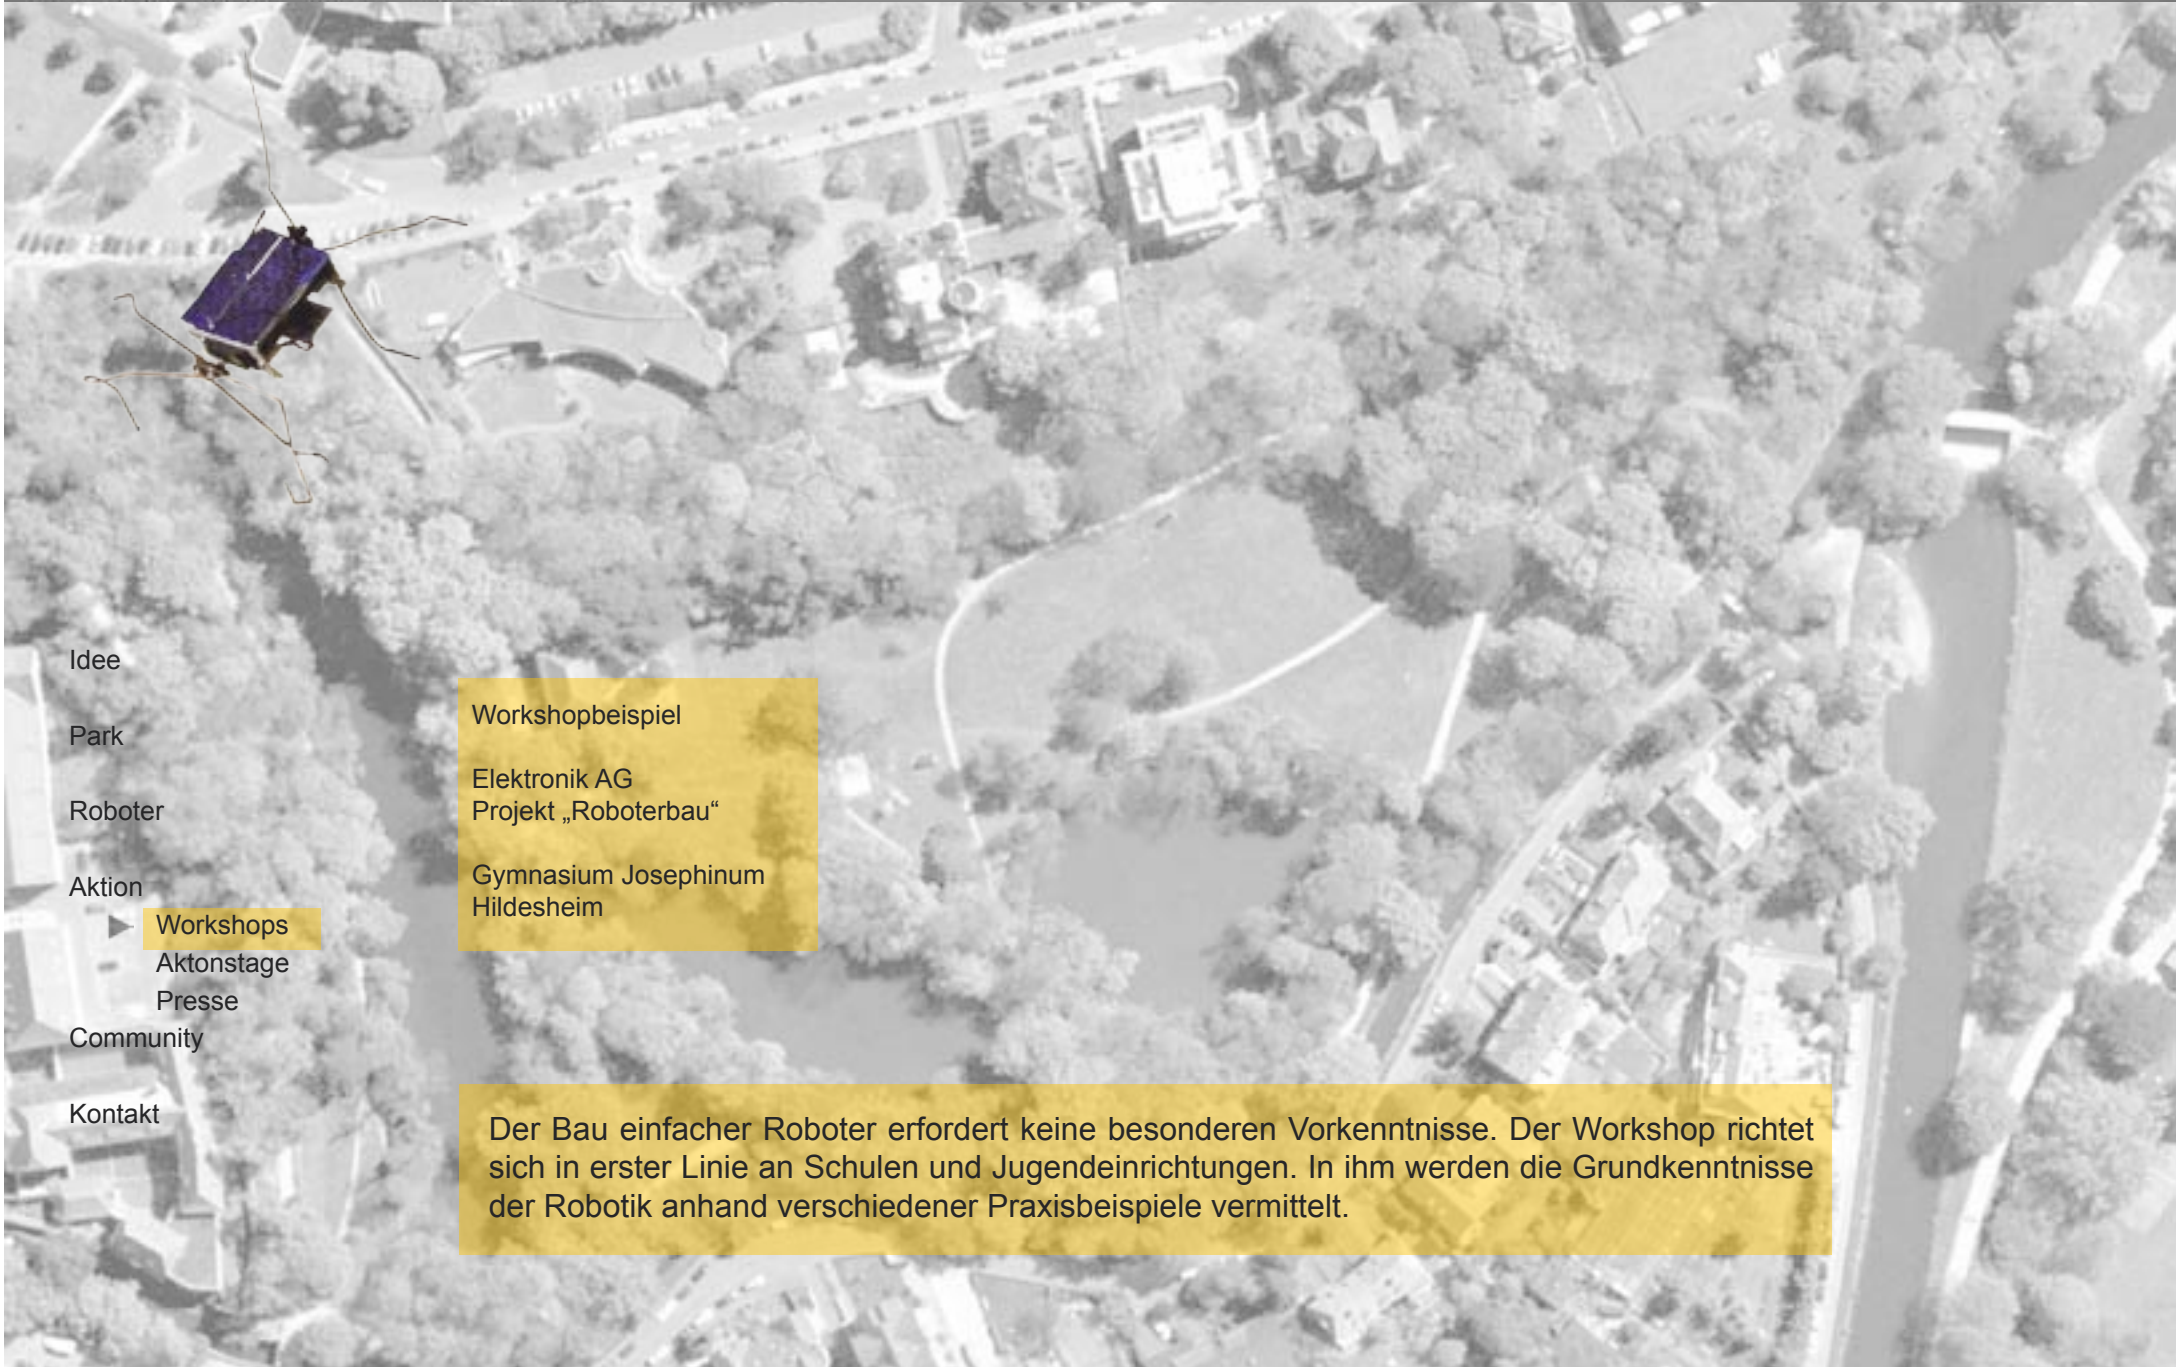 Idee
Park
Roboter
Aktion
Workshops
Aktonstage
Presse
Community
Kontakt
Workshopbeispiel
Elektronik AG
Projekt „Roboterbau“
Gymnasium Josephinum
Hildesheim
Der Bau einfacher Roboter erfordert keine besonderen Vorkenntnisse. Der Workshop richtet
sich in erster Linie an Schulen und Jugendeinrichtungen. In ihm werden die Grundkenntnisse
der Robotik anhand verschiedener Praxisbeispiele vermittelt.